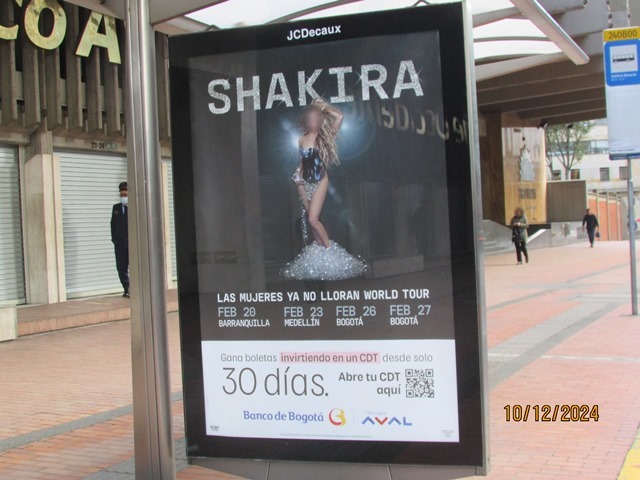 CO A
JCDecaux
SHAKIRA
LAS MUJERES YA NO LLORAN WORLD TOUR
FEB 20 FEB 23 FEB 26 FEB 27
BARRANQUILLA MEDELLÍN BOGOTÁ BOGOTÁ
Gana boletas invirtiendo en un CDT desde solo
30 días.
Abre tu CDT
aquí
Banco de Bogotá
Grupo
AVAL
240B00
10/12/2024